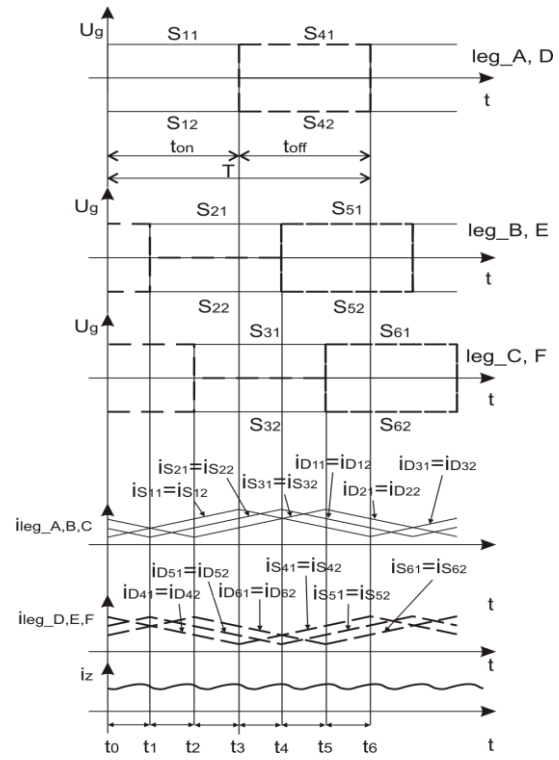 Ug
S11 S41
leg_A, D
t
S12 S42
ton toff
T
Ug
S21 S51
leg_B, E
t
S22 S52
Ug
S31 S61
leg_C, F
t
S32 S62
iS21=iS22 iD11=iD12 iD31=iD32
iS11=iS12 iS31=iS32 iD21=iD22
ileg_A,B,C
t
iD51=iD52 iS41=iS42 iS61=iS62
iD41=iD42 iD61=iD62 iS51=iS52
ileg_D,E,F
t
iz
t0 t1 t2 t3 t4 t5 t6 t